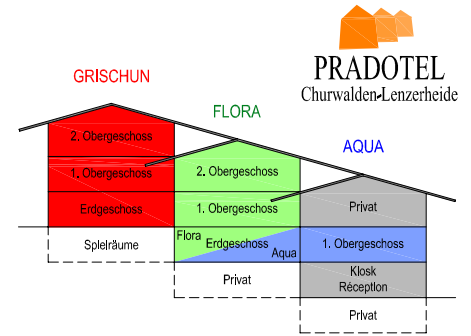 PRADOTEL
Churwalden-Lenzerheide
GRISCHUN
FLORA
AQUA
2. Obergeschoss
1. Obergeschoss
Erdgeschoss
Spielräume
2. Obergeschoss
1. Obergeschoss
Flora
Erdgeschoss
Aqua
Privat
Privat
1. Obergeschoss
Kiosk
Réception
Privat